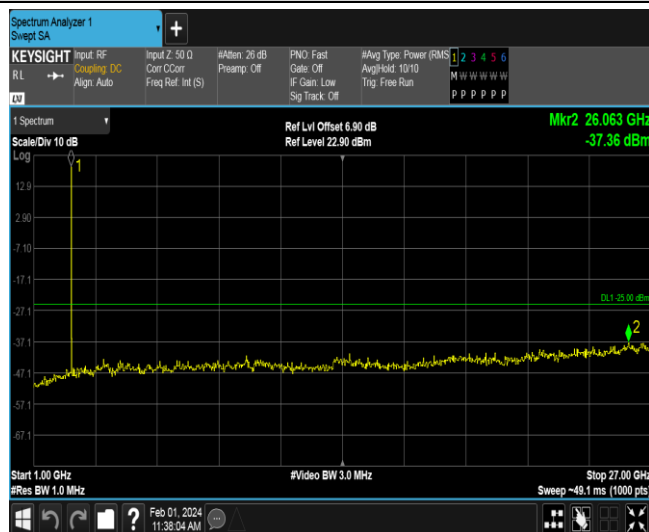 Spectrum Analyzer 1
Swept SA
+
KEYSIGHT
RL
LXI
Input: RF
Coupling: DC
Align: Auto
Input Z: 50 Ω
Corr CCorr
Freq Ref: Int (S)
#Atten: 26 dB
Preamp: Off
PNO: Fast
Gate: Off
IF Gain: Low
Sig Track: Off
#Avg Type: Power (RMS
Avg|Hold: 10/10
Trig: Free Run
1 2 3 4 5 6
M W W W W W
P P P P P P
1 Spectrum
Scale/Div 10 dB
Log
Ref Lvl Offset 6.90 dB
Ref Level 22.90 dBm
Mkr2 26.063 GHz
-37.36 dBm
1
12.9
2.90
-7.10
-17.1
DL1 -25.00 dBm
-27.1
2
-37.1
-47.1
-57.1
-67.1
Start 1.00 GHz
#Res BW 1.0 MHz
#Video BW 3.0 MHz
Stop 27.00 GHz
Sweep ~49.1 ms (1000 pts)
?
Feb 01, 2024
11:38:04 AM